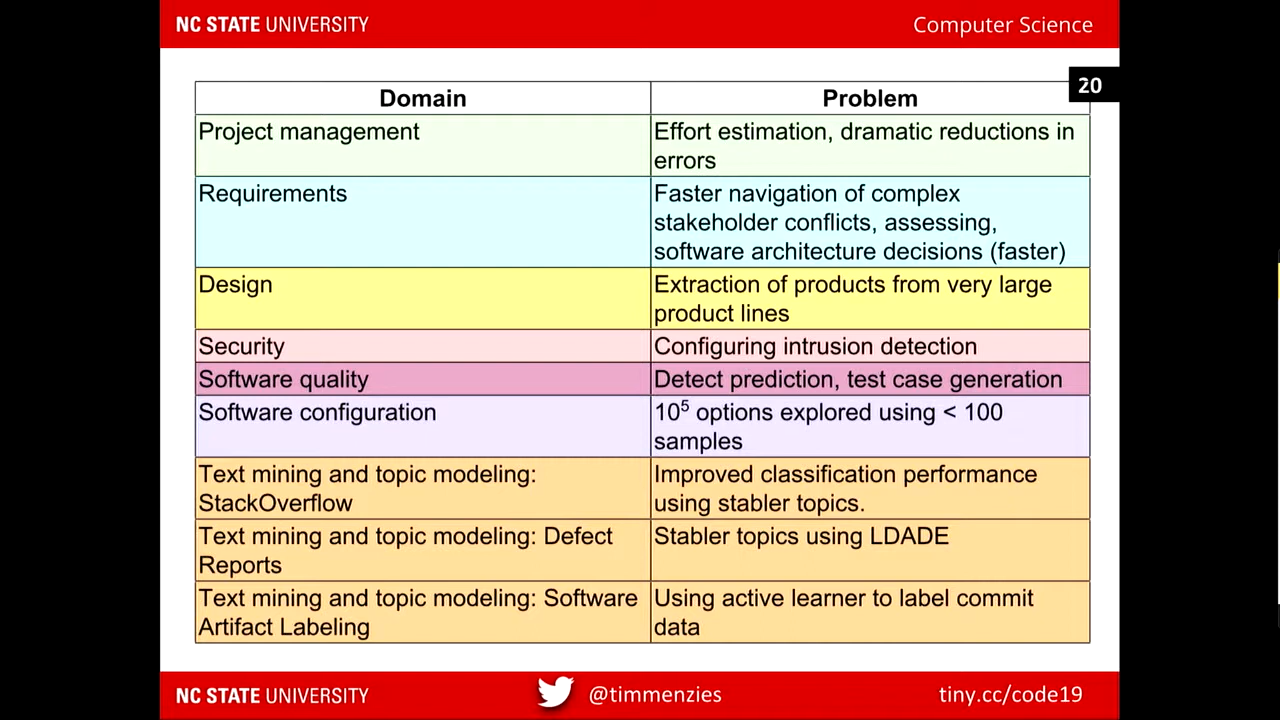 NC STATE UNIVERSITY
Computer Science
20
Domain
Problem
Project management
Effort estimation, dramatic reductions in
errors
Requirements
Faster navigation of complex
stakeholder conflicts, assessing,
software architecture decisions (faster)
Design
Extraction of products from very large
product lines
Security
Configuring intrusion detection
Software quality
Detect prediction, test case generation
Software configuration
10⁵ options explored using < 100
samples
Text mining and topic modeling:
StackOverflow
Improved classification performance
using stabler topics.
Text mining and topic modeling: Defect
Reports
Stabler topics using LDADE
Text mining and topic modeling: Software
Artifact Labeling
Using active learner to label commit
data
NC STATE UNIVERSITY
@timmenzies
tiny.cc/code19